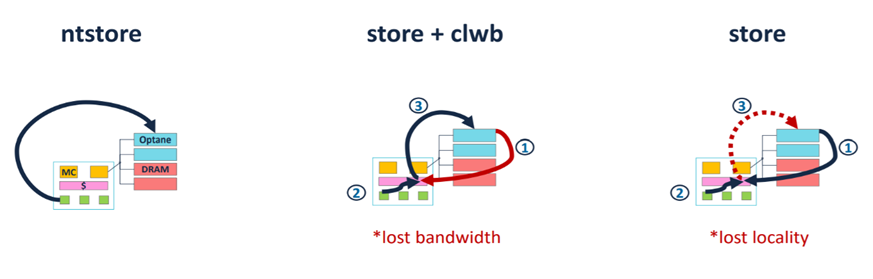 ntstore
Optane
MC
DRAM
$
store + clwb
3
1
2
*lost bandwidth
store
3
1
2
*lost locality